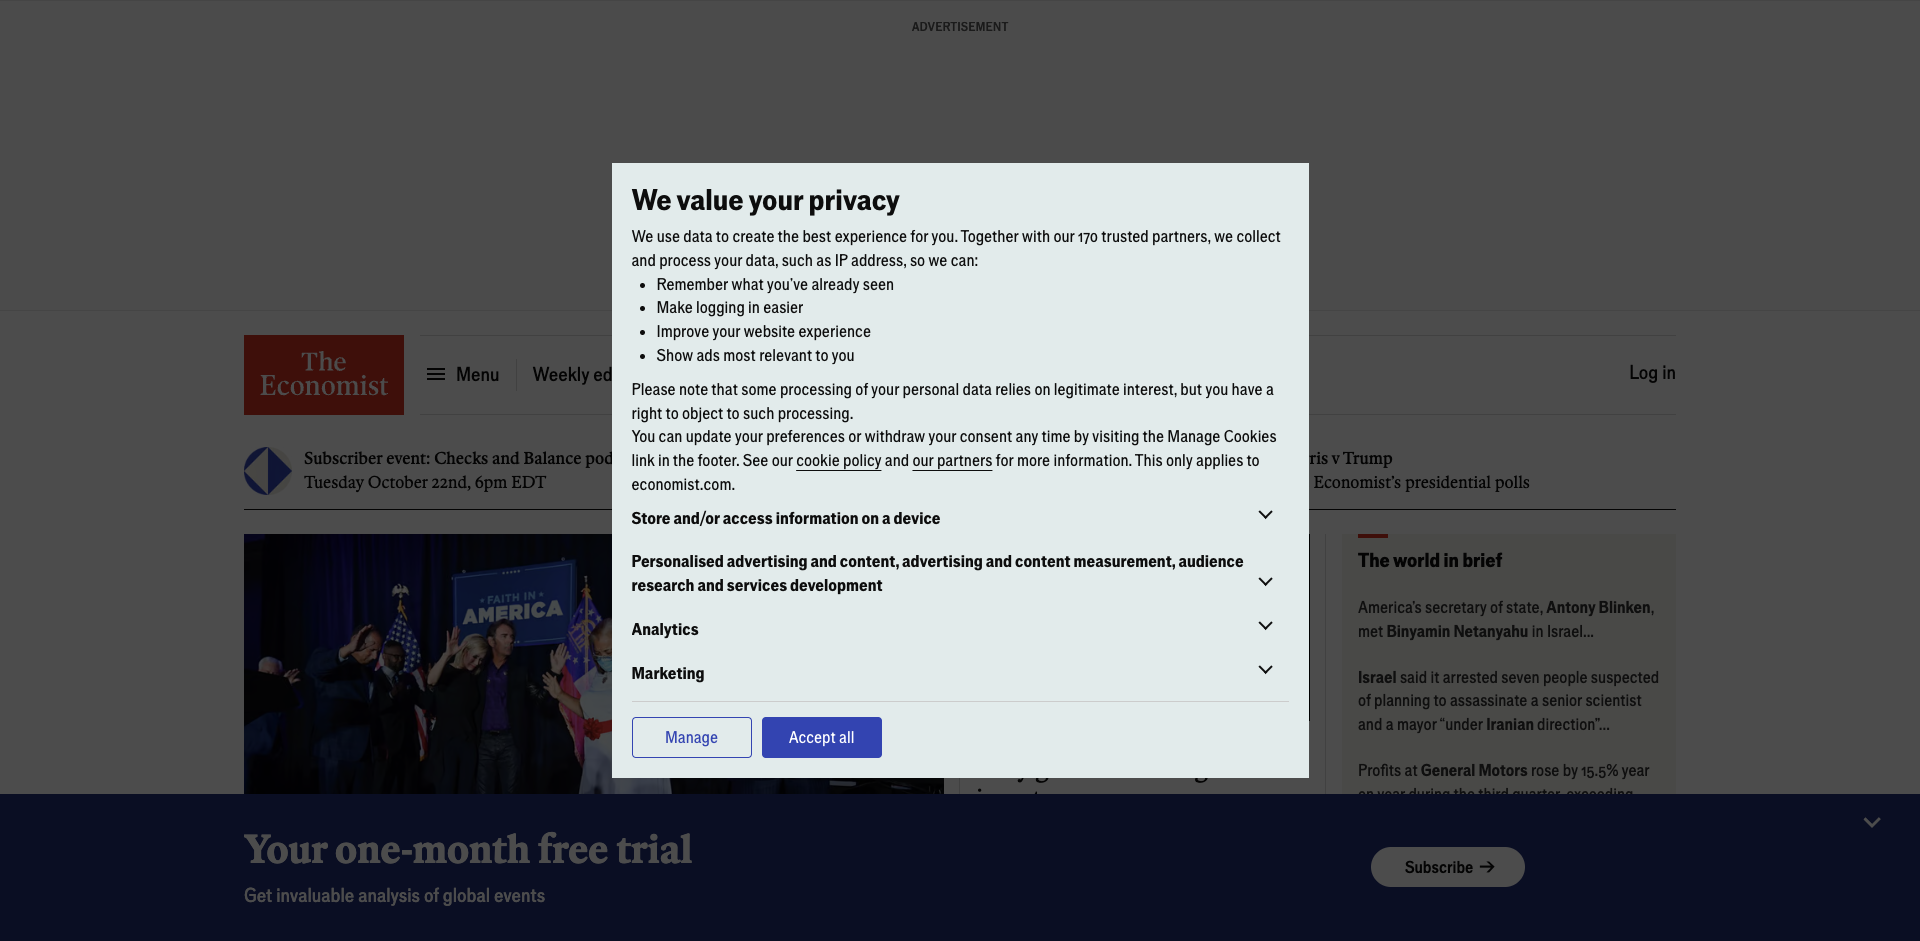 ADVERTISEMENT
We value your privacy
We use data to create the best experience for you. Together with our 170 trusted partners, we collect
and process your data, such as IP address, so we can:
• Remember what you've already seen
• Make logging in easier
• Improve your website experience
• Show ads most relevant to you
Please note that some processing of your personal data relies on legitimate interest, but you have a
right to object to such processing.
You can update your preferences or withdraw your consent any time by visiting the Manage Cookies
link in the footer. See our cookie policy and our partners for more information. This only applies to
economist.com.
Store and/or access information on a device
Personalised advertising and content, advertising and content measurement, audience
research and services development
Analytics
Marketing
Manage
Accept all
The
Economist
Menu
Weekly ed
Log in
Subscriber event: Checks and Balance pod
Tuesday October 22nd, 6pm EDT
ris v Trump
Economist's presidential polls
FAITH IN
AMERICA
The world in brief
America's secretary of state, Antony Blinken,
met Binyamin Netanyahu in Israel…
Israel said it arrested seven people suspected
of planning to assassinate a senior scientist
and a mayor “under Iranian direction”…
Profits at General Motors rose by 15.5% year
on year during the third quarter, exceeding
Your one-month free trial
Get invaluable analysis of global events
Subscribe →